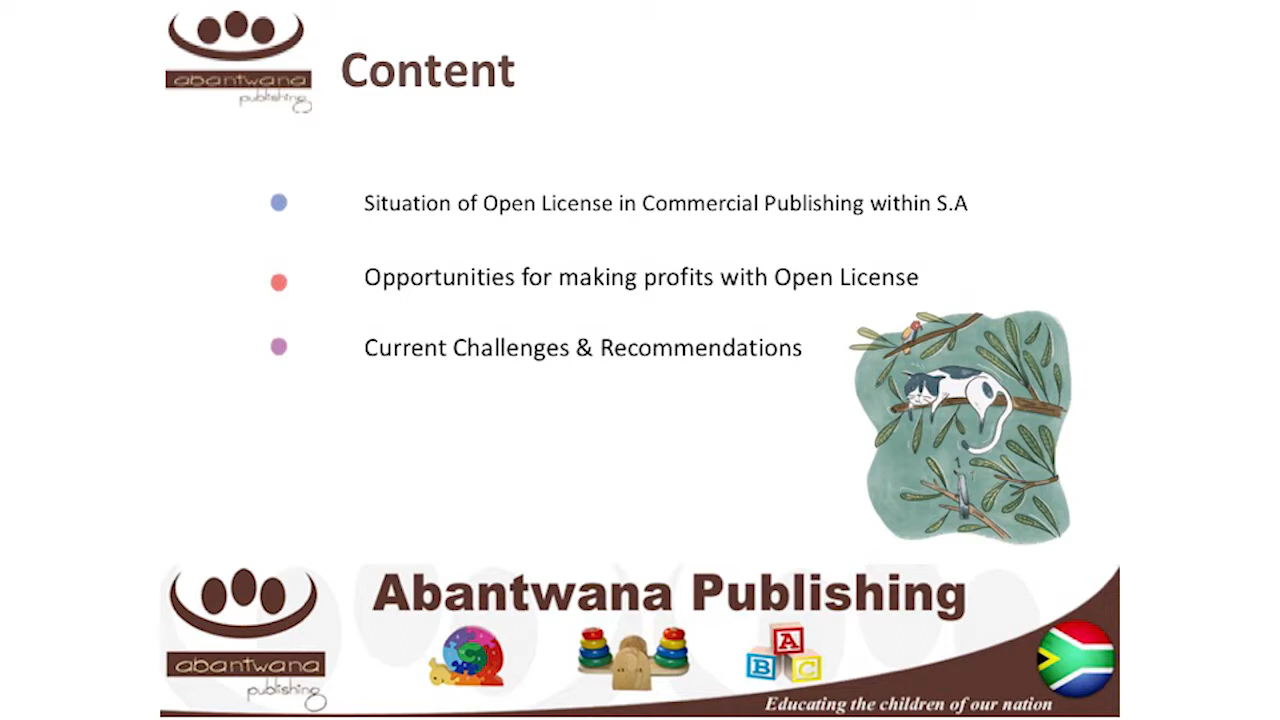 abantwana
publishing
Content
Situation of Open License in Commercial Publishing within S.A
Opportunities for making profits with Open License
Current Challenges & Recommendations
Abantwana Publishing
abantwana
publishing
A
B C
Educating the children of our nation